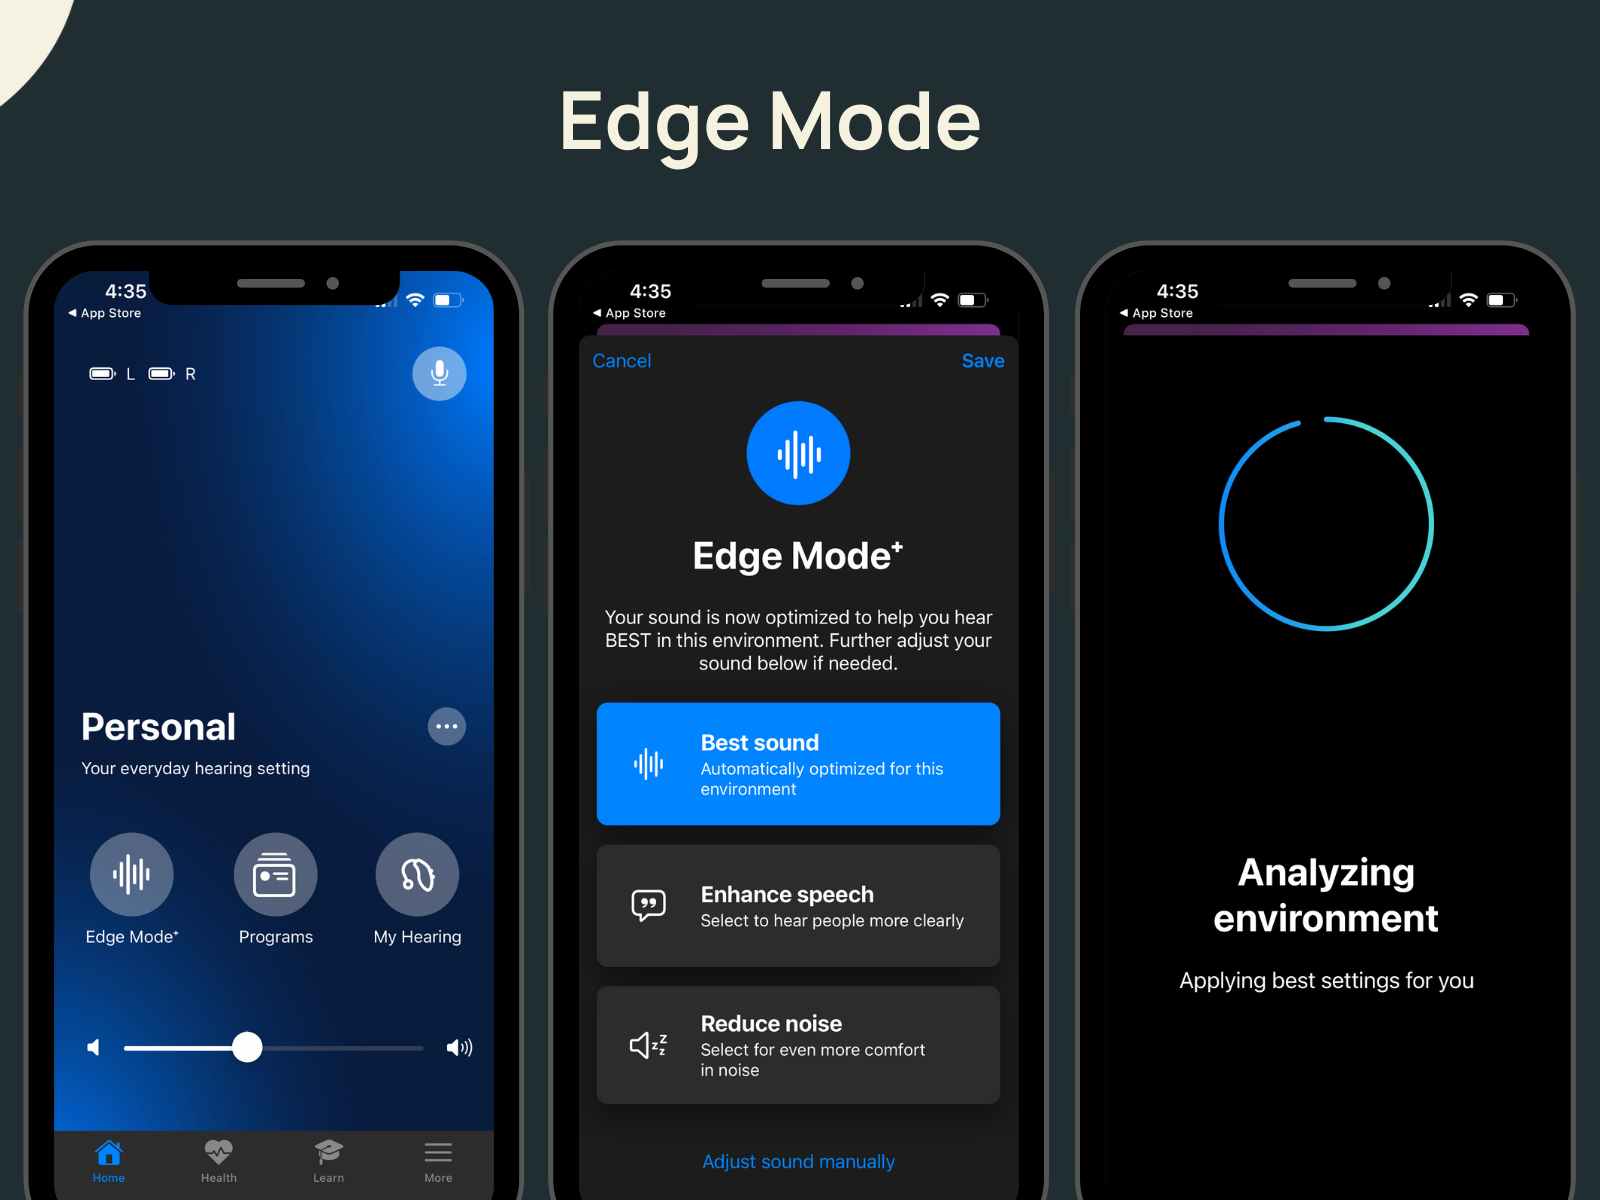 Edge Mode
4:35
◀ App Store
L R
Personal
Your everyday hearing setting
Edge Mode⁺
Programs
My Hearing
Home
Health
Learn
More
4:35
◀ App Store
Cancel
Save
Edge Mode⁺
Your sound is now optimized to help you hear
BEST in this environment. Further adjust your
sound below if needed.
Best sound
Automatically optimized for this
environment
Enhance speech
Select to hear people more clearly
Reduce noise
Select for even more comfort
in noise
Adjust sound manually
4:35
◀ App Store
Analyzing
environment
Applying best settings for you